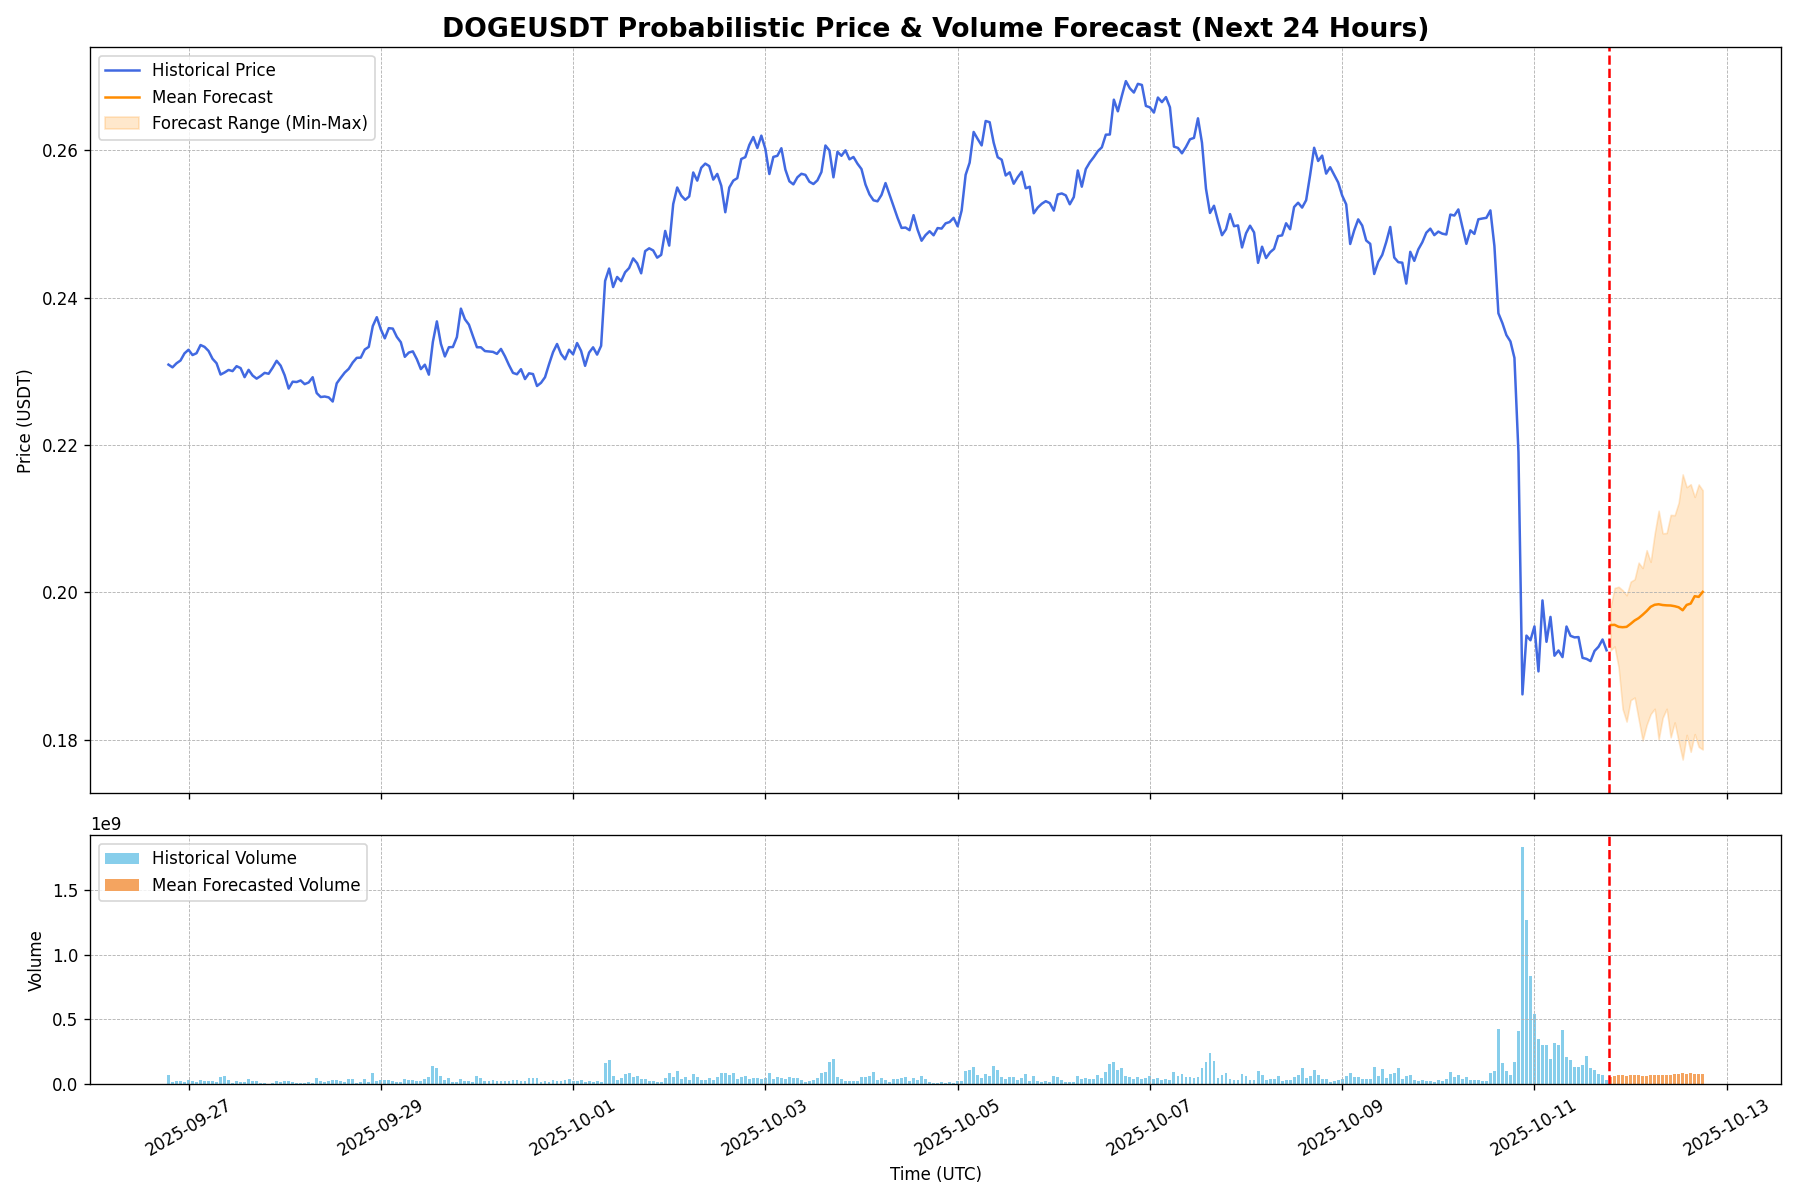 DOGEUSDT Probabilistic Price & Volume Forecast (Next 24 Hours)
Historical Price
Mean Forecast
Forecast Range (Min-Max)
0.26
0.24
0.22
0.20
0.18
Price (USDT)
1e9
Historical Volume
Mean Forecasted Volume
1.5
1.0
0.5
0.0
Volume
2025-09-27
2025-09-29
2025-10-01
2025-10-03
2025-10-05
2025-10-07
2025-10-09
2025-10-11
2025-10-13
Time (UTC)